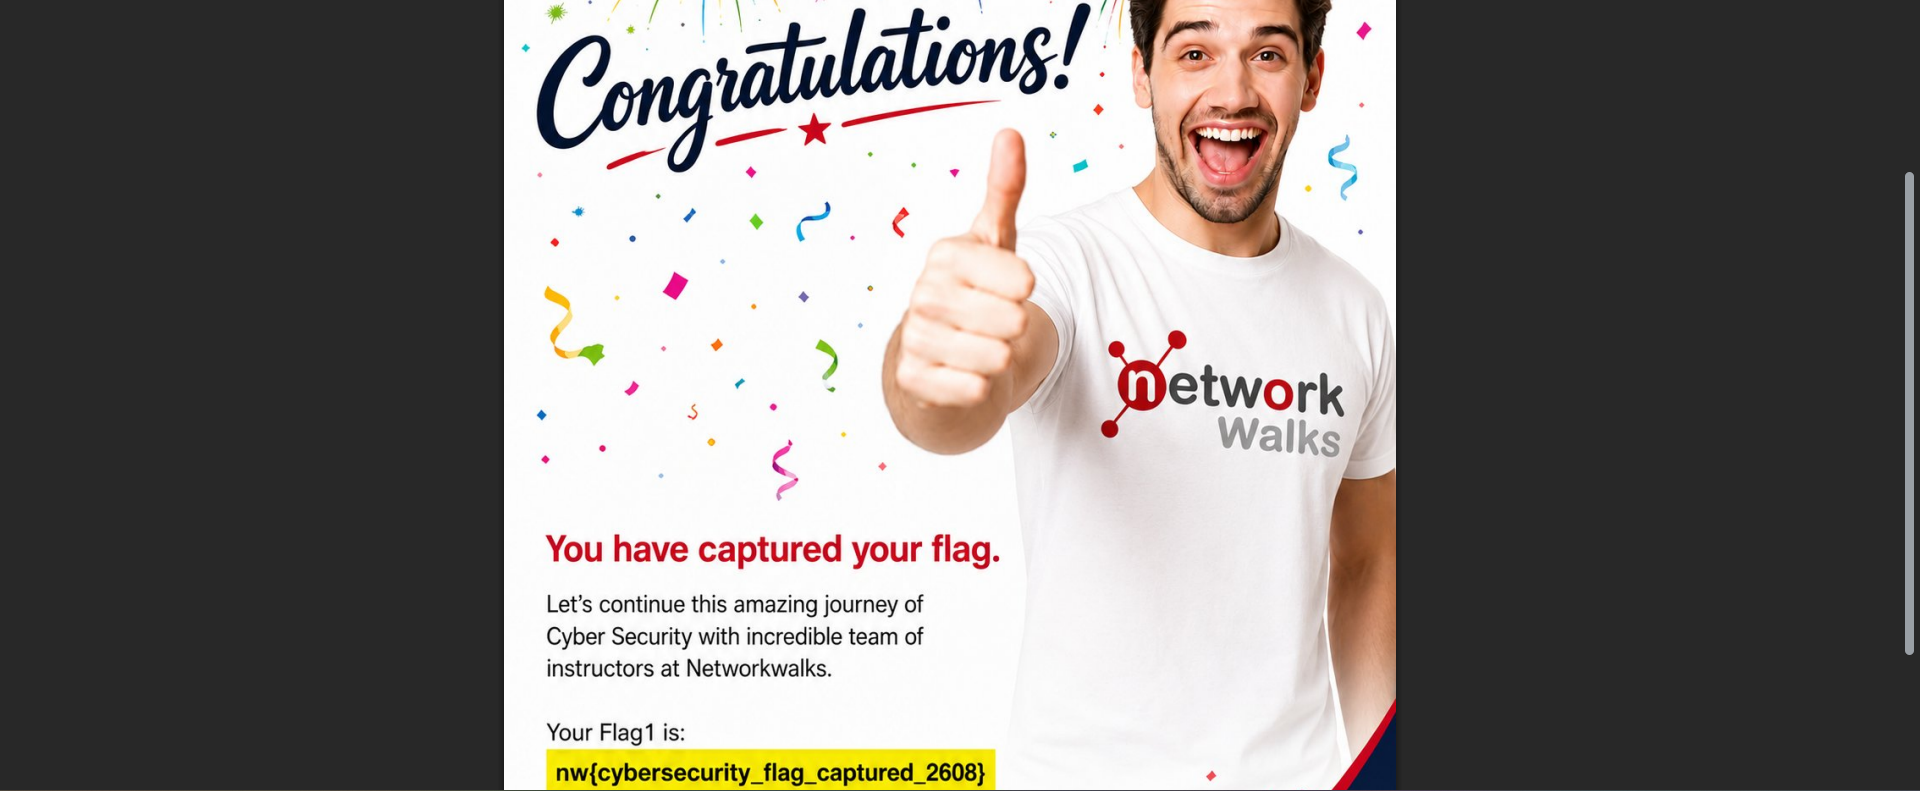 Congratulations!
network
Walks
You have captured your flag.
Let's continue this amazing journey of
Cyber Security with incredible team of
instructors at Networkwalks.
Your Flag1 is:
nw{cybersecurity_flag_captured_2608}